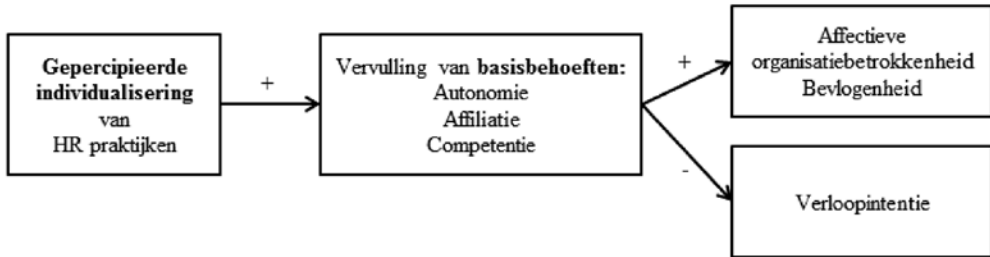 Gepercipieerde
individualisering
van
HR praktijken
+
Vervulling van basisbehoeften:
Autonomie
Affiliatie
Competentie
+
-
Affectieve
organisatiebetrokkenheid
Bevlogenheid
Verloopintentie